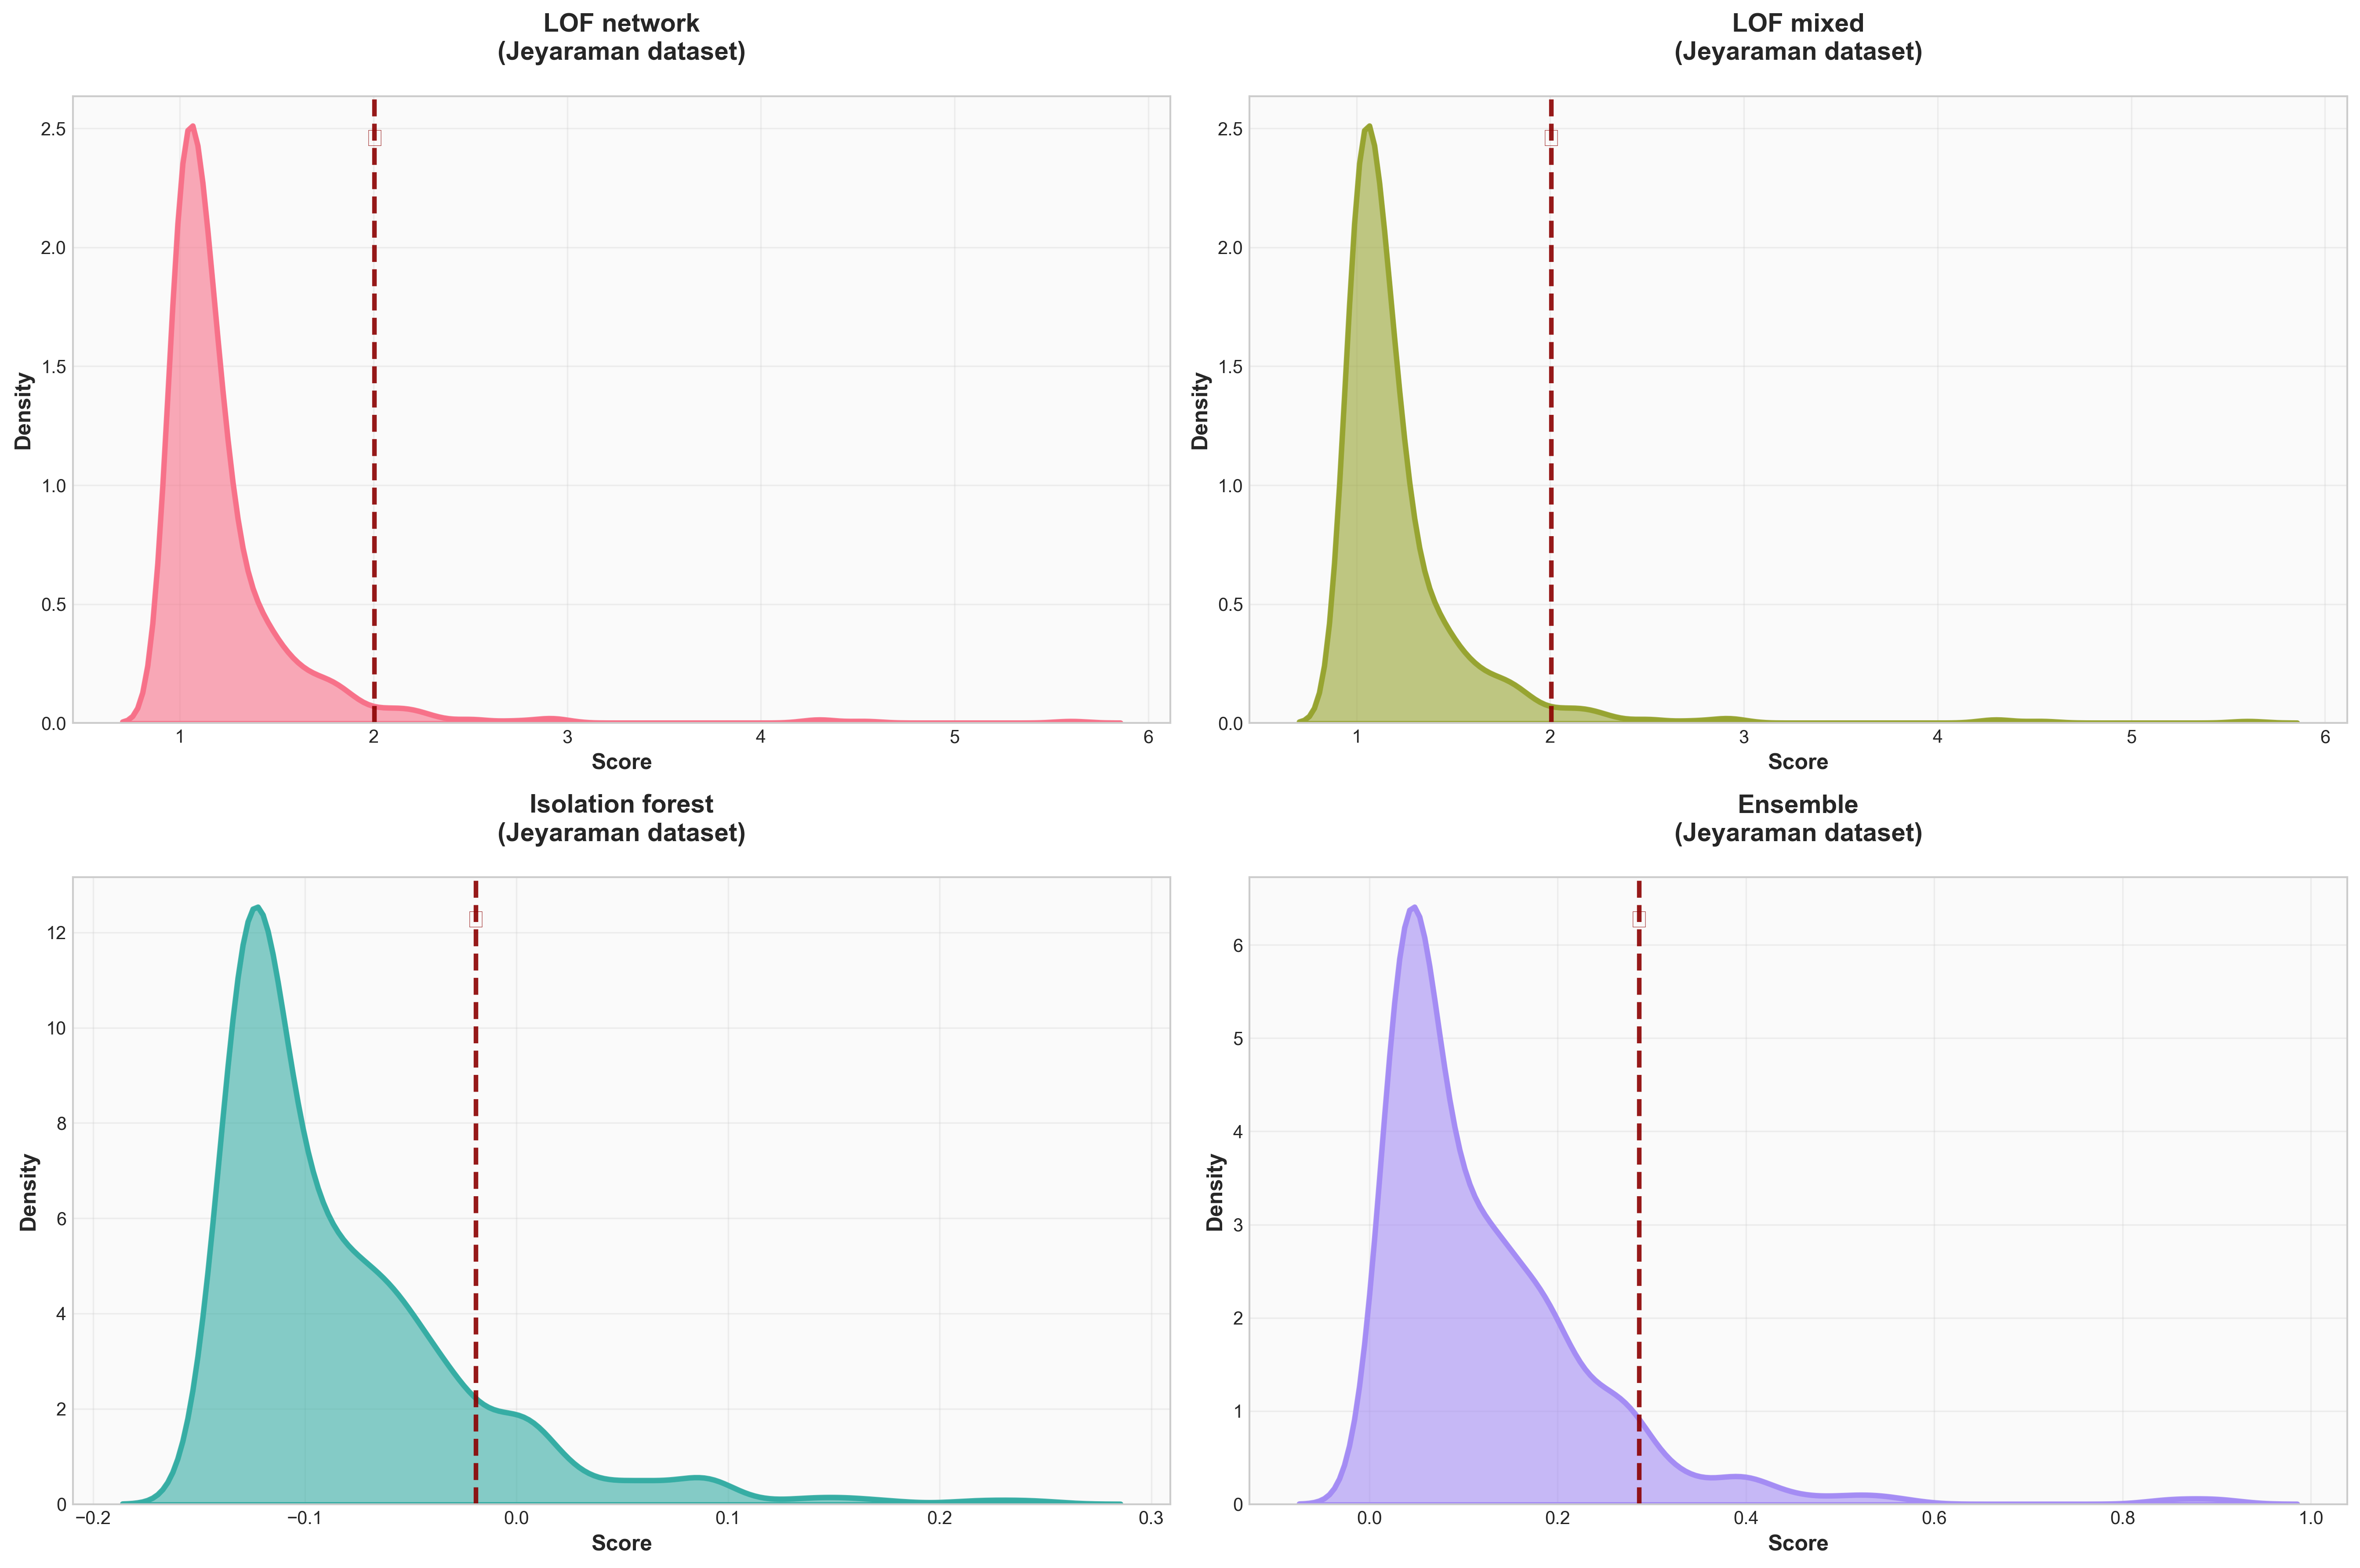 LOF network
(Jeyaraman dataset)
2.5
2.0
1.5
1.0
0.5
0.0
Density
1 2 3 4 5 6
Score
LOF mixed
(Jeyaraman dataset)
2.5
2.0
1.5
1.0
0.5
0.0
Density
1 2 3 4 5 6
Score
Isolation forest
(Jeyaraman dataset)
12
10
8
6
4
2
0
Density
−0.2 −0.1 0.0 0.1 0.2 0.3
Score
Ensemble
(Jeyaraman dataset)
6
5
4
3
2
1
0
Density
0.0 0.2 0.4 0.6 0.8 1.0
Score